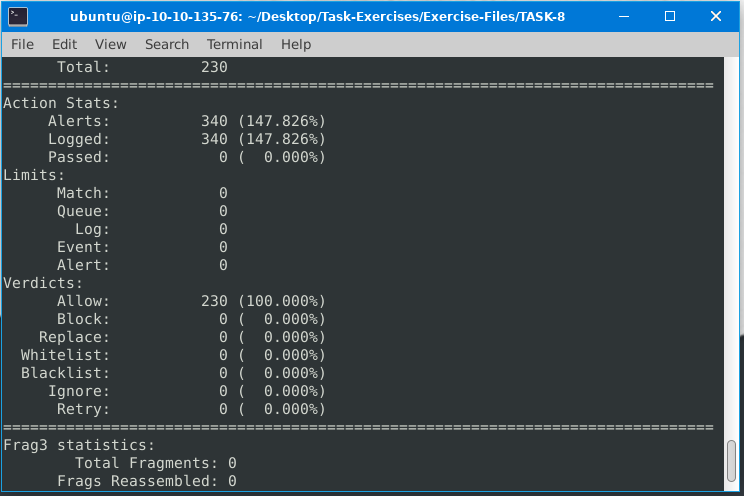 ubuntu@ip-10-10-135-76: ~/Desktop/Task-Exercises/Exercise-Files/TASK-8
File Edit View Search Terminal Help
Total: 230
===============================================================================
Action Stats:
Alerts: 340 (147.826%)
Logged: 340 (147.826%)
Passed: 0 ( 0.000%)
Limits:
Match: 0
Queue: 0
Log: 0
Event: 0
Alert: 0
Verdicts:
Allow: 230 (100.000%)
Block: 0 ( 0.000%)
Replace: 0 ( 0.000%)
Whitelist: 0 ( 0.000%)
Blacklist: 0 ( 0.000%)
Ignore: 0 ( 0.000%)
Retry: 0 ( 0.000%)
===============================================================================
Frag3 statistics:
Total Fragments: 0
Frags Reassembled: 0